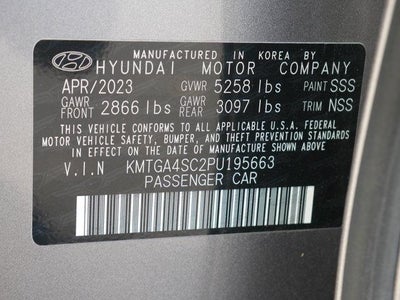 MANUFACTURED IN KOREA BY
HYUNDAI MOTOR COMPANY
APR/2023 GVWR 5258 lbs PAINT SSS
GAWR FRONT 2866 lbs GAWR REAR 3097 lbs TRIM NSS
THIS VEHICLE CONFORMS TO ALL APPLICABLE U.S.A. FEDERAL
MOTOR VEHICLE SAFETY, BUMPER, AND THEFT PREVENTION STANDARDS
IN EFFECT ON THE DATE OF MANUFACTURE SHOWN ABOVE
V.I.N KMTGA4SC2PU195663
PASSENGER CAR